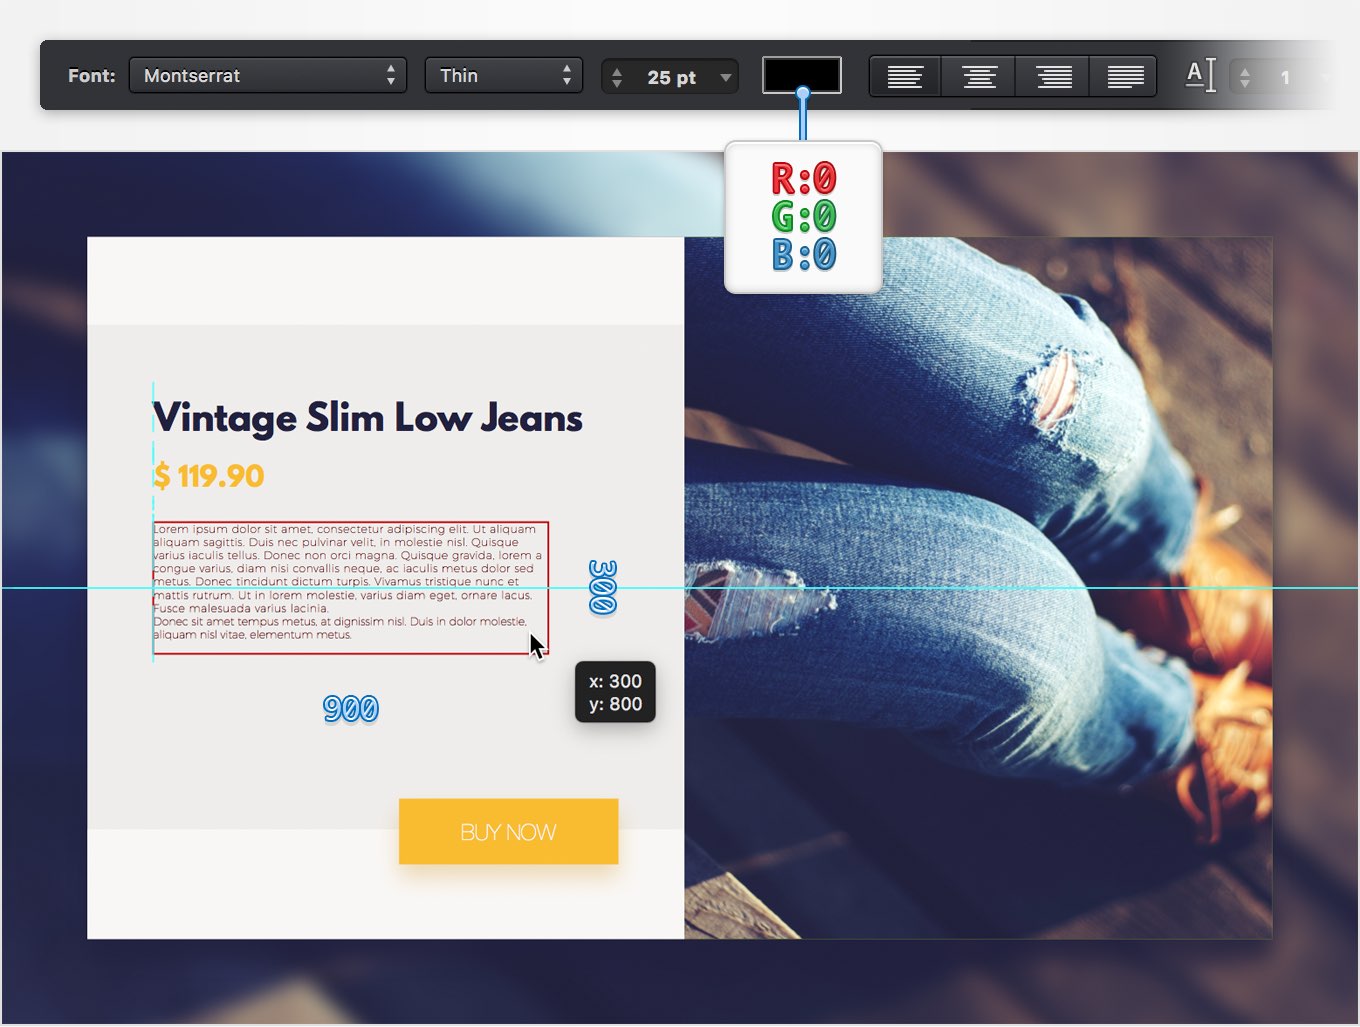 Font: Montserrat Thin 25 pt A 1
R:0
G:0
B:0
Vintage Slim Low Jeans
$ 119.90
Lorem ipsum dolor sit amet, consectetur adipiscing elit. Ut aliquam
aliquam sagittis. Duis nec pulvinar velit, in molestie nisl. Quisque
varius iaculis tellus. Donec non orci magna. Quisque gravida, lorem a
congue varius, diam nisi convallis neque, ac iaculis metus dolor sed
metus. Donec tincidunt dictum turpis. Vivamus tristique nunc et
mattis rutrum. Ut in lorem molestie, varius diam eget, ornare lacus.
Fusce malesuada varius lacinia.
Donec sit amet tempus metus, at dignissim nisl. Duis in dolor molestie,
aliquam nisl vitae, elementum metus.
300
x: 300
y: 800
900
BUY NOW